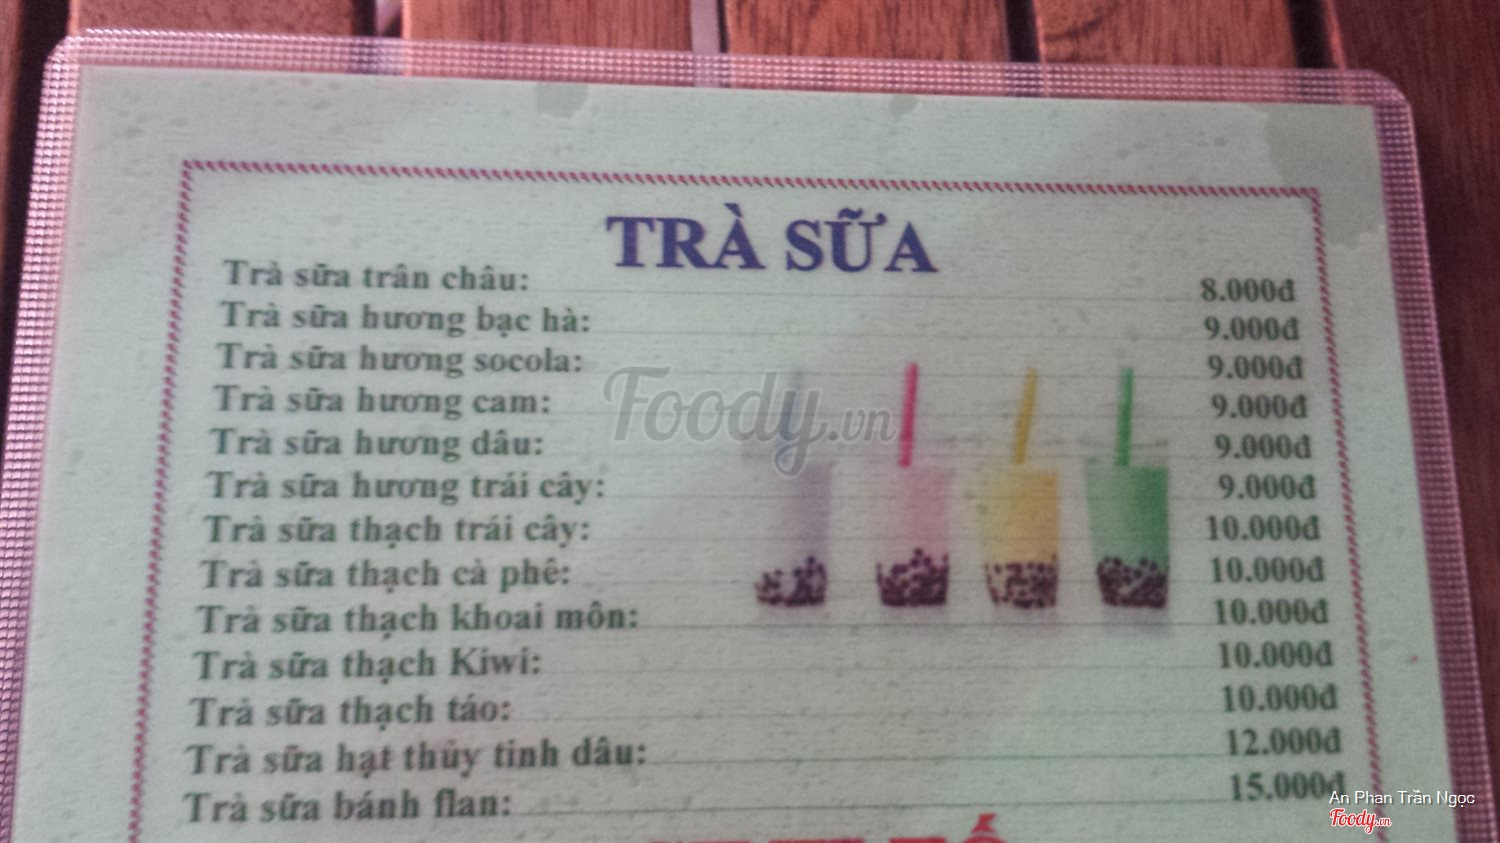 TRÀ SỮA
Trà sữa trân châu: 8.000đ
Trà sữa hương bạc hà: 9.000đ
Trà sữa hương socola: 9.000đ
Trà sữa hương cam: 9.000đ
Trà sữa hương dâu: 9.000đ
Trà sữa hương trái cây: 9.000đ
Trà sữa thạch trái cây: 10.000đ
Trà sữa thạch cà phê: 10.000đ
Trà sữa thạch khoai môn: 10.000đ
Trà sữa thạch Kiwi: 10.000đ
Trà sữa thạch táo: 10.000đ
Trà sữa hạt thủy tinh dâu: 12.000đ
Trà sữa bánh flan: 15.000đ
Foody.vn
An Phan Trần Ngọc
Foody.vn